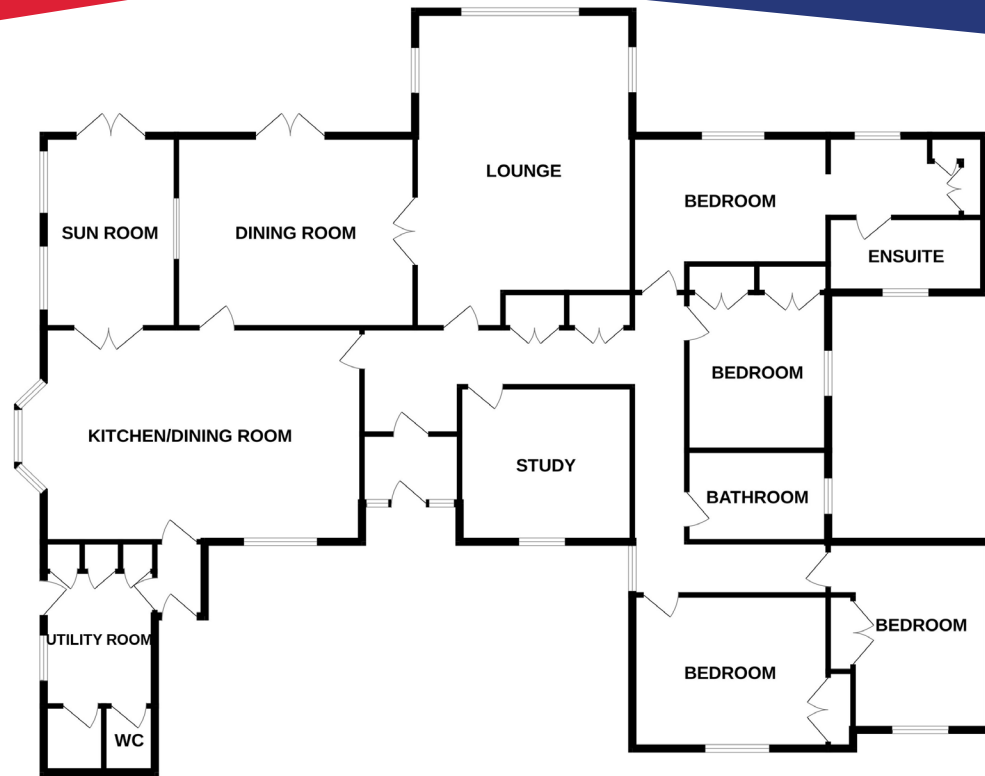 LOUNGE
BEDROOM
SUN ROOM
DINING ROOM
ENSUITE
BEDROOM
KITCHEN/DINING ROOM
STUDY
BATHROOM
UTILITY ROOM
BEDROOM
BEDROOM
WC